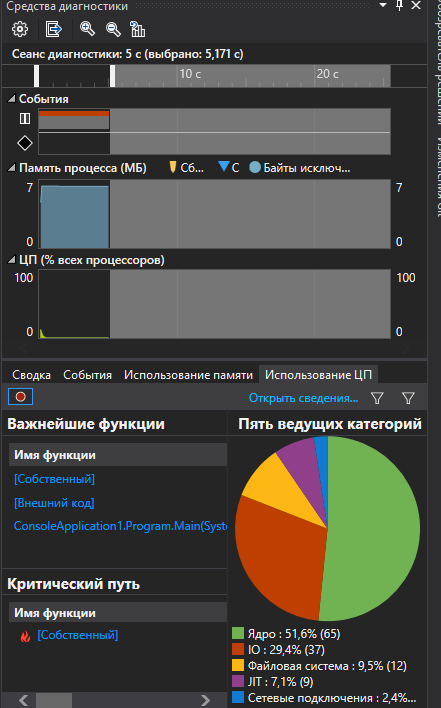 Средства диагностики
Сеанс диагностики: 5 с (выбрано: 5,171 с)
10 с
20 с
События
Память процесса (МБ)
Сб...
С
Байты исключ...
7
7
0
0
ЦП (% всех процессоров)
100
100
0
0
Сводка
События
Использование памяти
Использование ЦП
Открыть сведения...
Важнейшие функции
Имя функции
[Собственный]
[Внешний код]
ConsoleApplication1.Program.Main(Syste
Критический путь
Имя функции
[Собственный]
Пять ведущих категорий
Ядро : 51,6% (65)
IO : 29,4% (37)
Файловая система : 9,5% (12)
JIT : 7,1% (9)
Сетевые подключения : 2,4%...